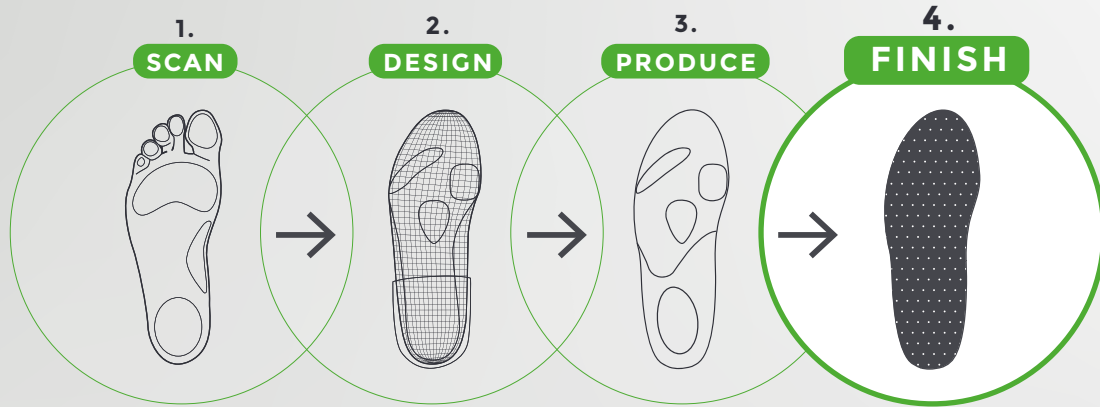 1.
SCAN
2.
DESIGN
3.
PRODUCE
4.
FINISH